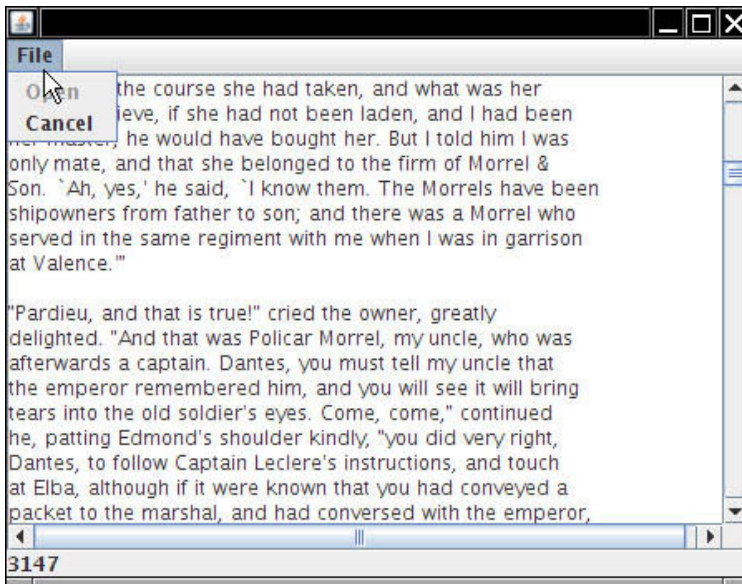 File
Open
Cancel
the course she had taken, and what was her
ieve, if she had not been laden, and I had been
her master, he would have bought her. But I told him I was
only mate, and that she belonged to the firm of Morrel &
Son. `Ah, yes,' he said, `I know them. The Morrels have been
shipowners from father to son; and there was a Morrel who
served in the same regiment with me when I was in garrison
at Valence.'"
"Pardieu, and that is true!" cried the owner, greatly
delighted. "And that was Policar Morrel, my uncle, who was
afterwards a captain. Dantes, you must tell my uncle that
the emperor remembered him, and you will see it will bring
tears into the old soldier's eyes. Come, come," continued
he, patting Edmond's shoulder kindly, "you did very right,
Dantes, to follow Captain Leclere's instructions, and touch
at Elba, although if it were known that you had conveyed a
packet to the marshal, and had conversed with the emperor,
3147